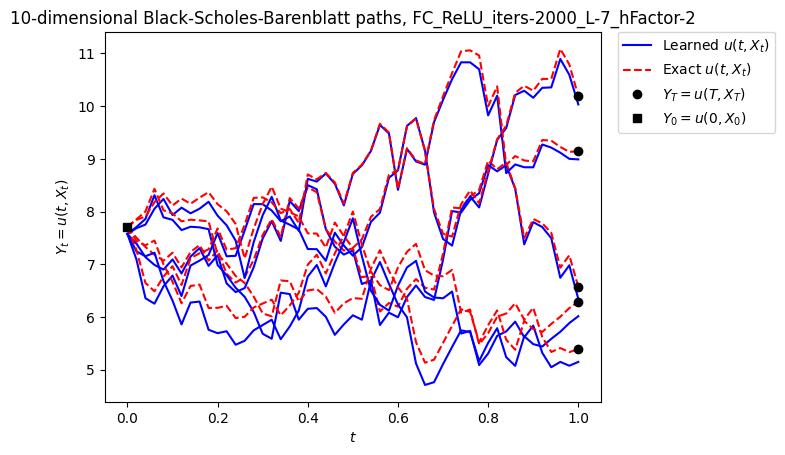 10-dimensional Black-Scholes-Barenblatt paths, FC_ReLU_iters-2000_L-7_hFactor-2
Learned u(t, X_t)
Exact u(t, X_t)
Y_T = u(T, X_T)
Y_0 = u(0, X_0)
Y_t = u(t, X_t)
11
10
9
8
7
6
5
0.0 0.2 0.4 0.6 0.8 1.0
t